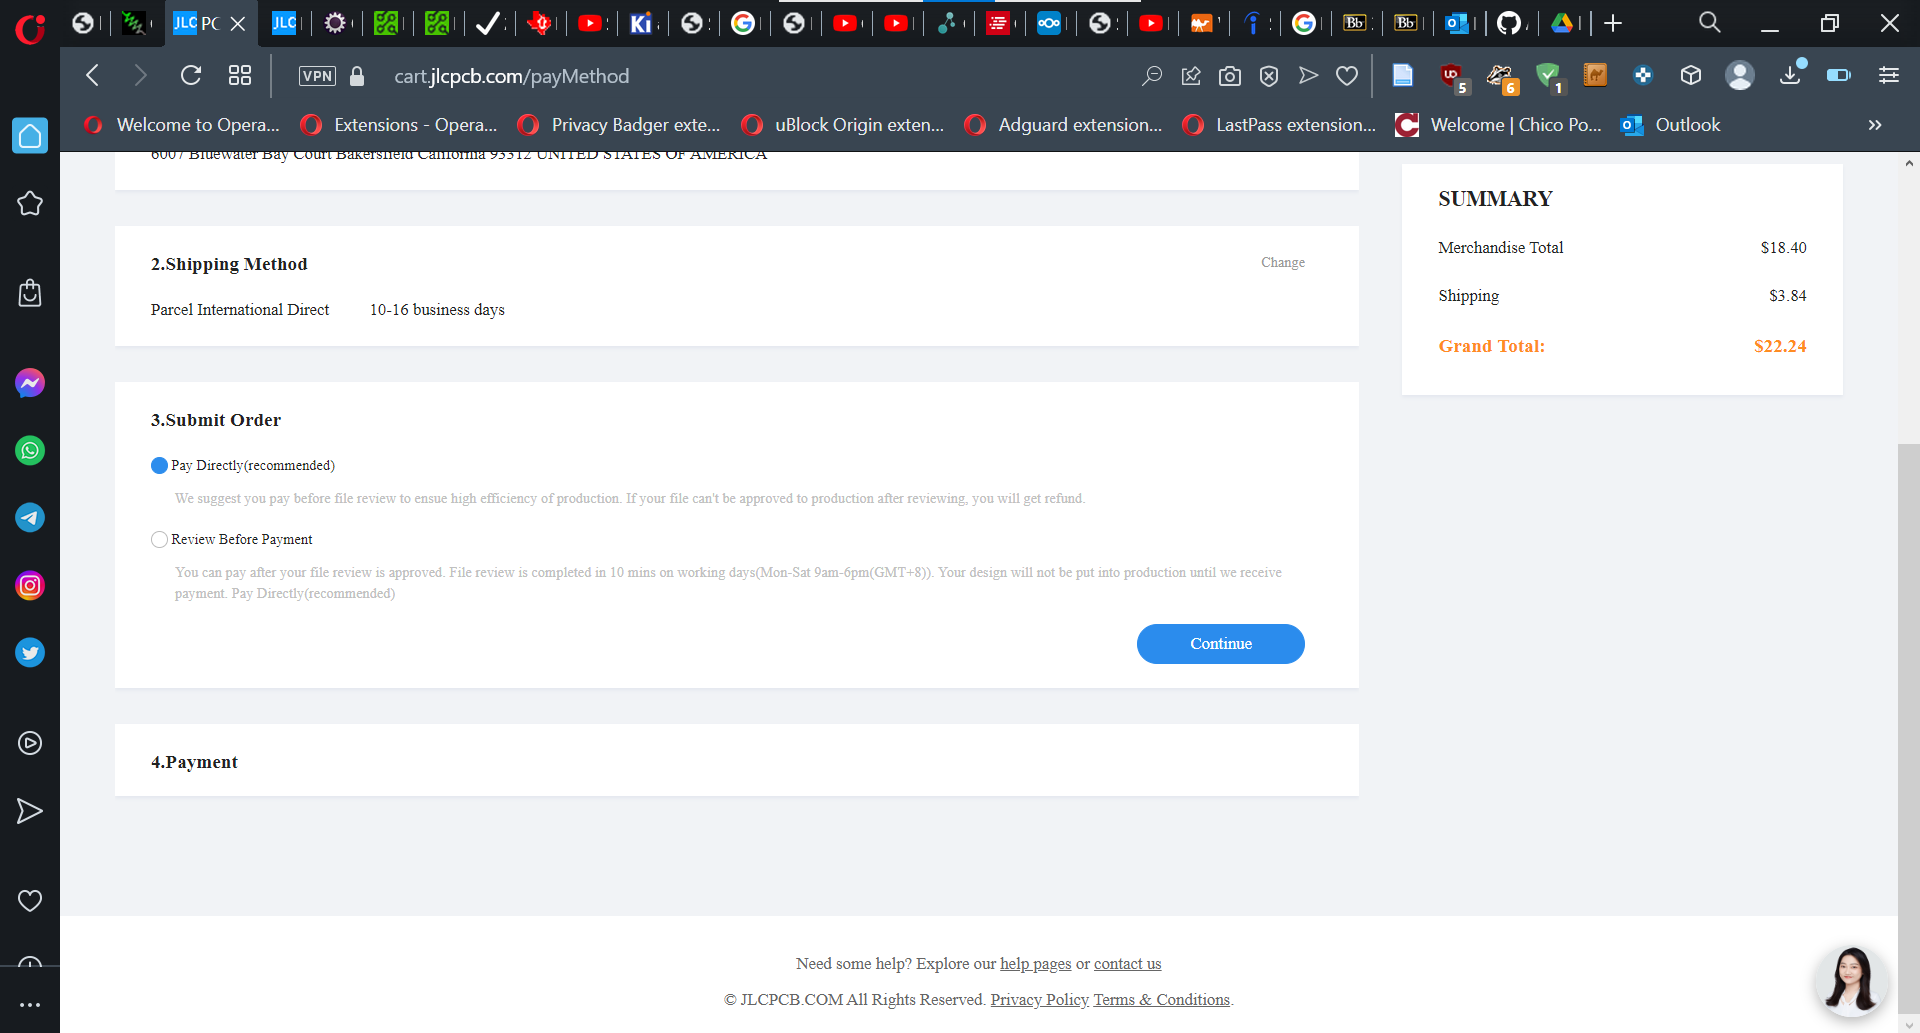 JLC PC
JLC
Ki
Bb
Bb
VPN cart.jlcpcb.com/payMethod
5
6
1
Welcome to Opera... Extensions - Opera... Privacy Badger exte... uBlock Origin exten... Adguard extension... LastPass extension... Welcome | Chico Po... Outlook
6007 Bluewater Bay Court Bakersfield California 93312 UNITED STATES OF AMERICA
2.Shipping Method
Change
Parcel International Direct 10-16 business days
3.Submit Order
Pay Directly(recommended)
We suggest you pay before file review to ensue high efficiency of production. If your file can't be approved to production after reviewing, you will get refund.
Review Before Payment
You can pay after your file review is approved. File review is completed in 10 mins on working days(Mon-Sat 9am-6pm(GMT+8)). Your design will not be put into production until we receive
payment. Pay Directly(recommended)
Continue
4.Payment
SUMMARY
Merchandise Total $18.40
Shipping $3.84
Grand Total: $22.24
Need some help? Explore our help pages or contact us
© JLCPCB.COM All Rights Reserved. Privacy Policy Terms & Conditions.